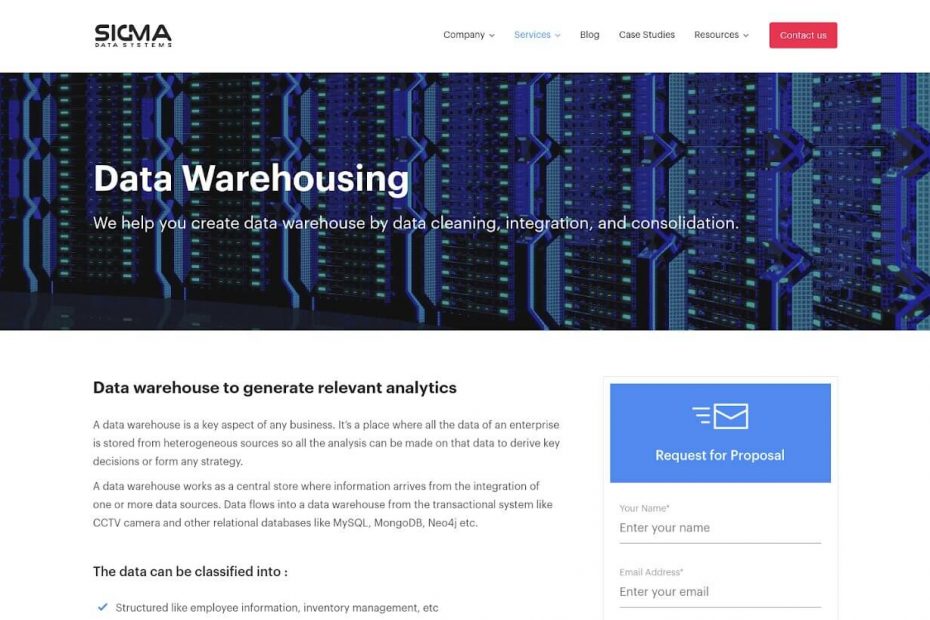 SIGMA
DATA SYSTEMS
Company
Services
Blog
Case Studies
Resources
Contact us
Data Warehousing
We help you create data warehouse by data cleaning, integration, and consolidation.
Data warehouse to generate relevant analytics
A data warehouse is a key aspect of any business. It's a place where all the data of an enterprise
is stored from heterogeneous sources so all the analysis can be made on that data to derive key
decisions or form any strategy.
A data warehouse works as a central store where information arrives from the integration of
one or more data sources. Data flows into a data warehouse from the transactional system like
CCTV camera and other relational databases like MySQL, MongoDB, Neo4j etc.
The data can be classified into :
Structured like employee information, inventory management, etc
Request for Proposal
Your Name*
Enter your name
Email Address*
Enter your email